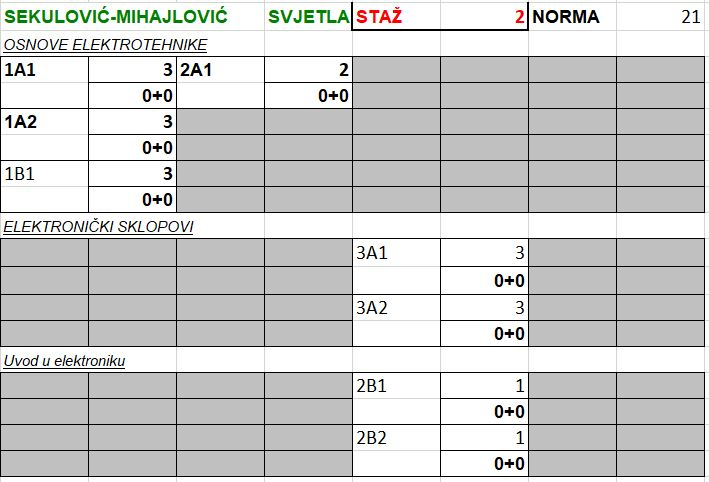 SEKULOVIĆ-MIHAJLOVIĆ SVJETLA STAŽ 2 NORMA 21
OSNOVE ELEKTROTEHNIKE
1A1 3 2A1 2
0+0 0+0
1A2 3
0+0
1B1 3
0+0
ELEKTRONIČKI SKLOPOVI
3A1 3
0+0
3A2 3
0+0
Uvod u elektroniku
2B1 1
0+0
2B2 1
0+0